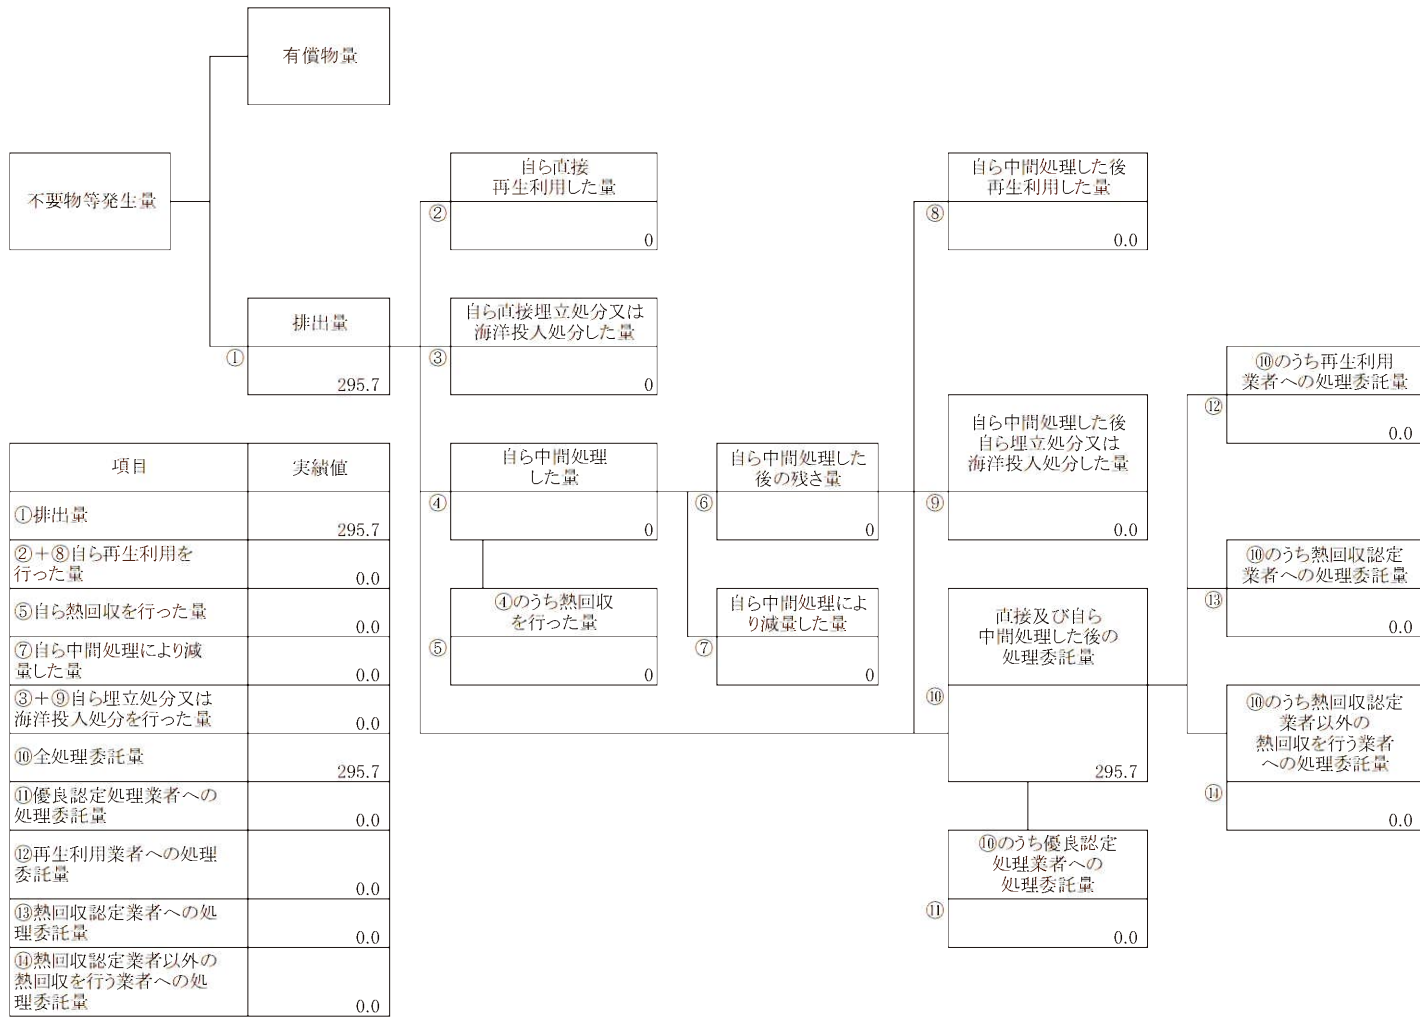 有償物量
不要物等発生量
自ら直接
再生利用した量
②
0
自ら中間処理した後
再生利用した量
⑧
0.0
排出量
①
295.7
自ら直接埋立処分又は
海洋投入処分した量
③
0
⑩のうち再生利用
業者への処理委託量
⑫
0.0
自ら中間処理
した量
④
0
自ら中間処理した
後の残さ量
⑥
0
自ら中間処理した後
自ら埋立処分又は
海洋投入処分した量
⑨
0.0
⑩のうち熱回収認定
業者への処理委託量
⑬
0.0
④のうち熱回収
を行った量
⑤
0
自ら中間処理によ
り減量した量
⑦
0
直接及び自ら
中間処理した後の
処理委託量
⑩
295.7
⑩のうち熱回収認定
業者以外の
熱回収を行う業者
への処理委託量
⑭
0.0
⑩のうち優良認定
処理業者への
処理委託量
⑪
0.0
項目
実績値
①排出量
295.7
②＋⑧自ら再生利用を
行った量
0.0
⑤自ら熱回収を行った量
0.0
⑦自ら中間処理により減
量した量
0.0
③＋⑨自ら埋立処分又は
海洋投入処分を行った量
0.0
⑩全処理委託量
295.7
⑪優良認定処理業者への
処理委託量
0.0
⑫再生利用業者への処理
委託量
0.0
⑬熱回収認定業者への処
理委託量
0.0
⑭熱回収認定業者以外の
熱回収を行う業者への処
理委託量
0.0